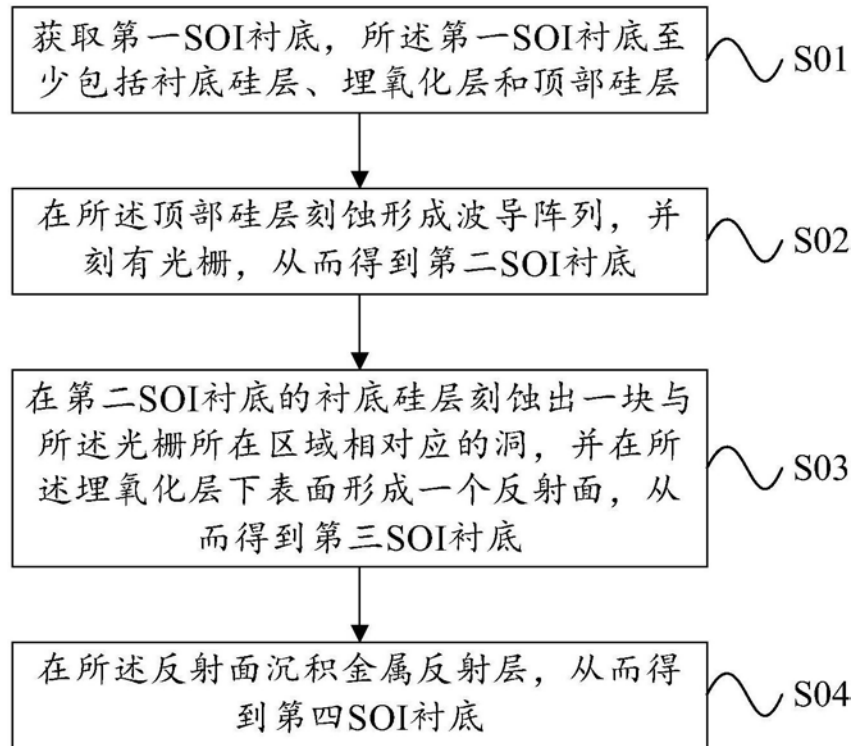 获取第一SOI衬底，所述第一SOI衬底至
少包括衬底硅层、埋氧化层和顶部硅层
S01
在所述顶部硅层刻蚀形成波导阵列，并
刻有光栅，从而得到第二SOI衬底
S02
在第二SOI衬底的衬底硅层刻蚀出一块与
所述光栅所在区域相对应的洞，并在所
述埋氧化层下表面形成一个反射面，从
而得到第三SOI衬底
S03
在所述反射面沉积金属反射层，从而得
到第四SOI衬底
S04